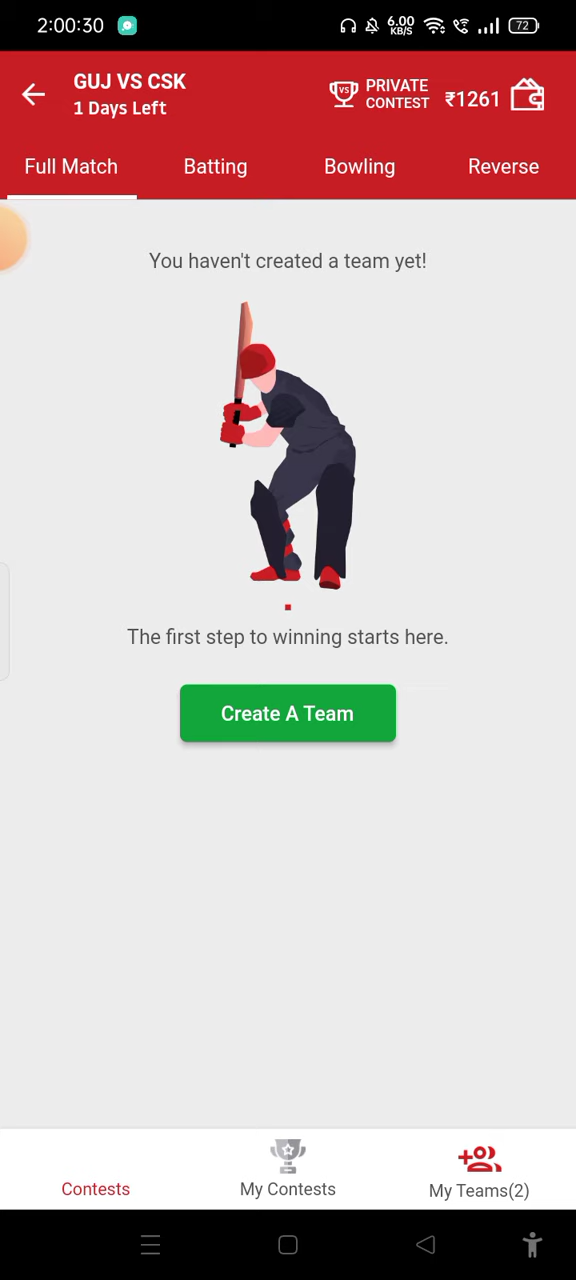 2:00:30
6.00
KB/S
72
GUJ VS CSK
1 Days Left
VS
PRIVATE
CONTEST
₹1261
Full Match
Batting
Bowling
Reverse
You haven't created a team yet!
The first step to winning starts here.
Create A Team
Contests
My Contests
My Teams(2)